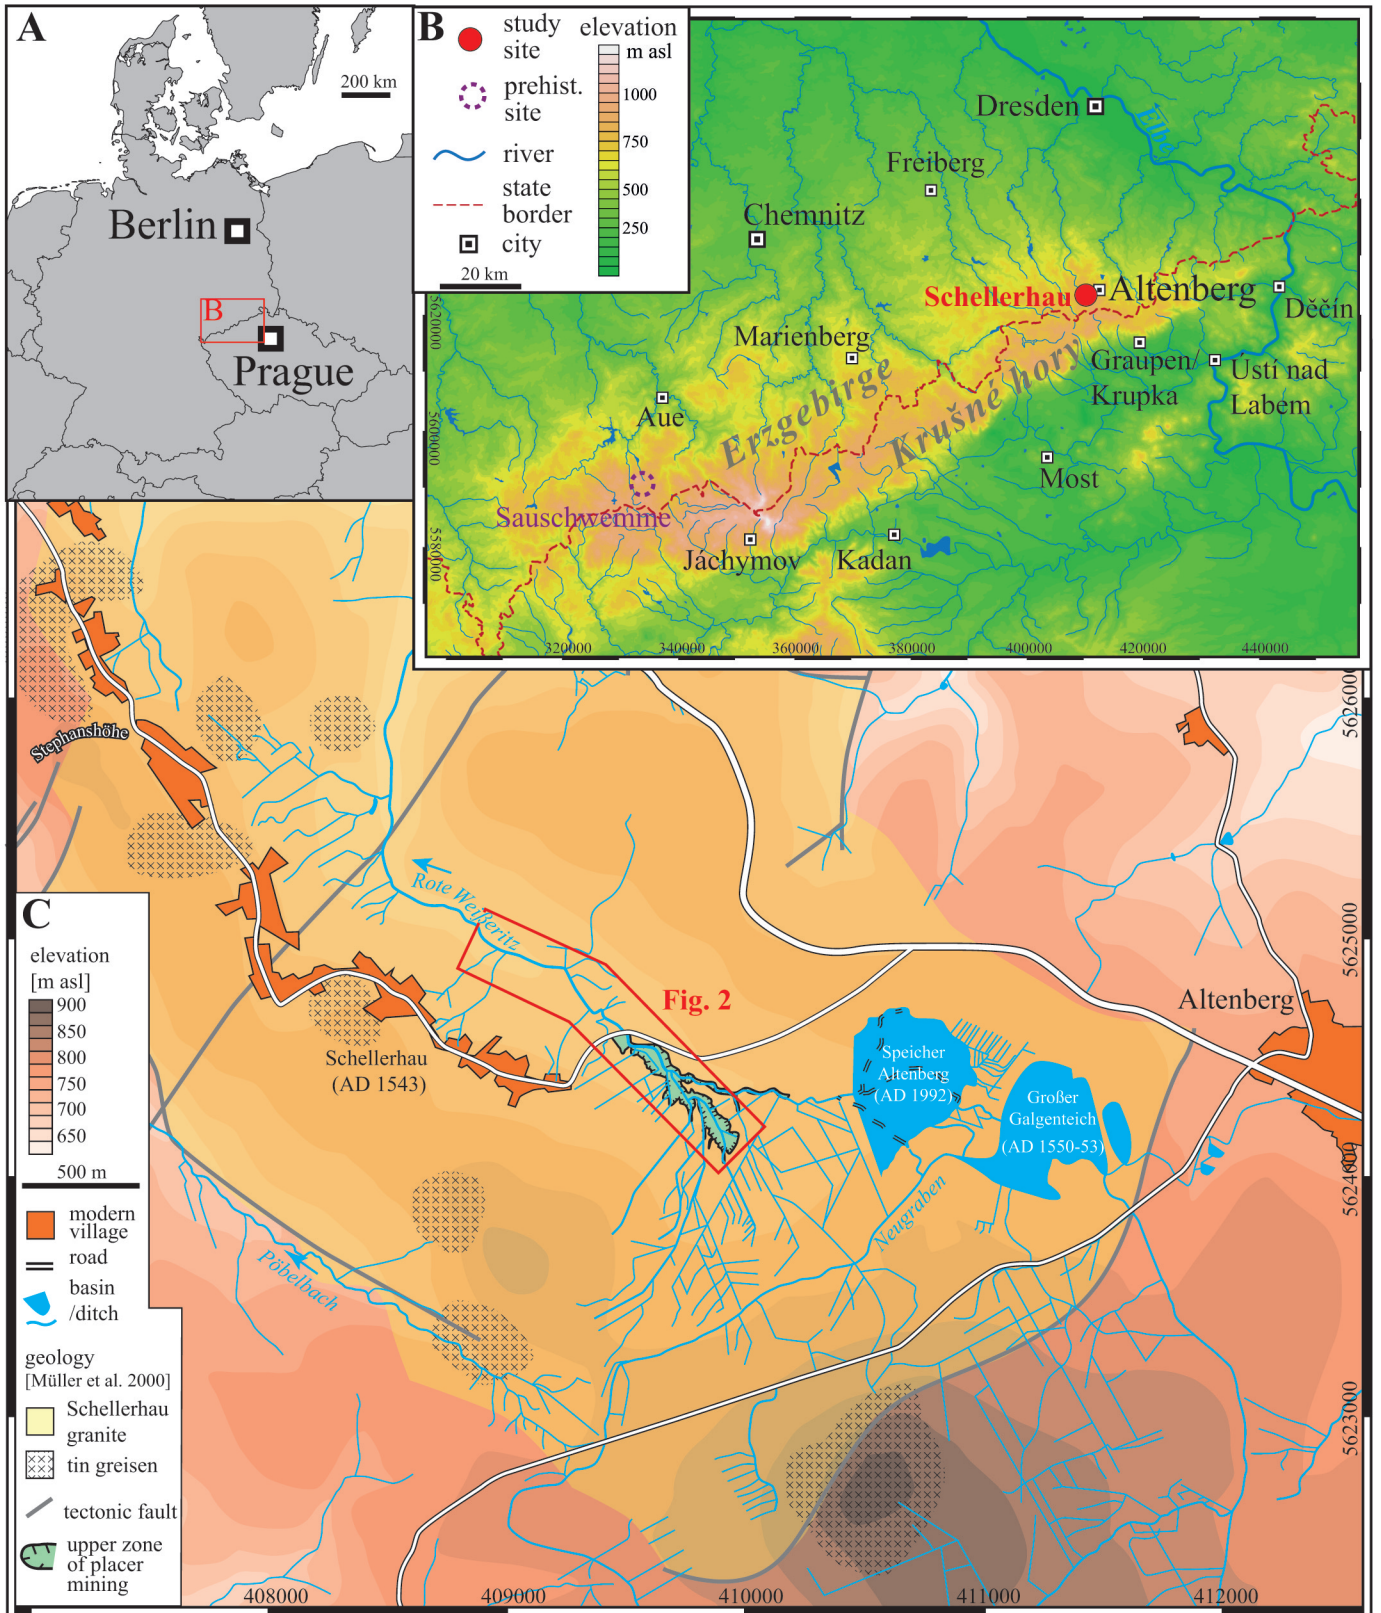 A
200 km
Berlin
B
Prague
B
study
site
prehist.
site
river
state
border
city
20 km
elevation
m asl
1000
750
500
250
Dresden
Elbe
Freiberg
Chemnitz
Schellerhau
Altenberg
Děčín
Marienberg
Graupen/
Krupka
Ústí nad
Labem
Aue
Erzgebirge
Krušné hory
Most
Sauschwemme
Jáchymov
Kadan
5620000
5600000
5580000
320000
340000
360000
380000
400000
420000
440000
Stephanshöhe
Rote Weißeritz
Fig. 2
Schellerhau
(AD 1543)
Speicher
Altenberg
(AD 1992)
Großer
Galgenteich
(AD 1550-53)
Altenberg
Neugraben
Pöbelbach
5626000
5625000
5624000
5623000
408000
409000
410000
411000
412000
C
elevation
[m asl]
900
850
800
750
700
650
500 m
modern
village
road
basin
/ditch
geology
[Müller et al. 2000]
Schellerhau
granite
tin greisen
tectonic fault
upper zone
of placer
mining